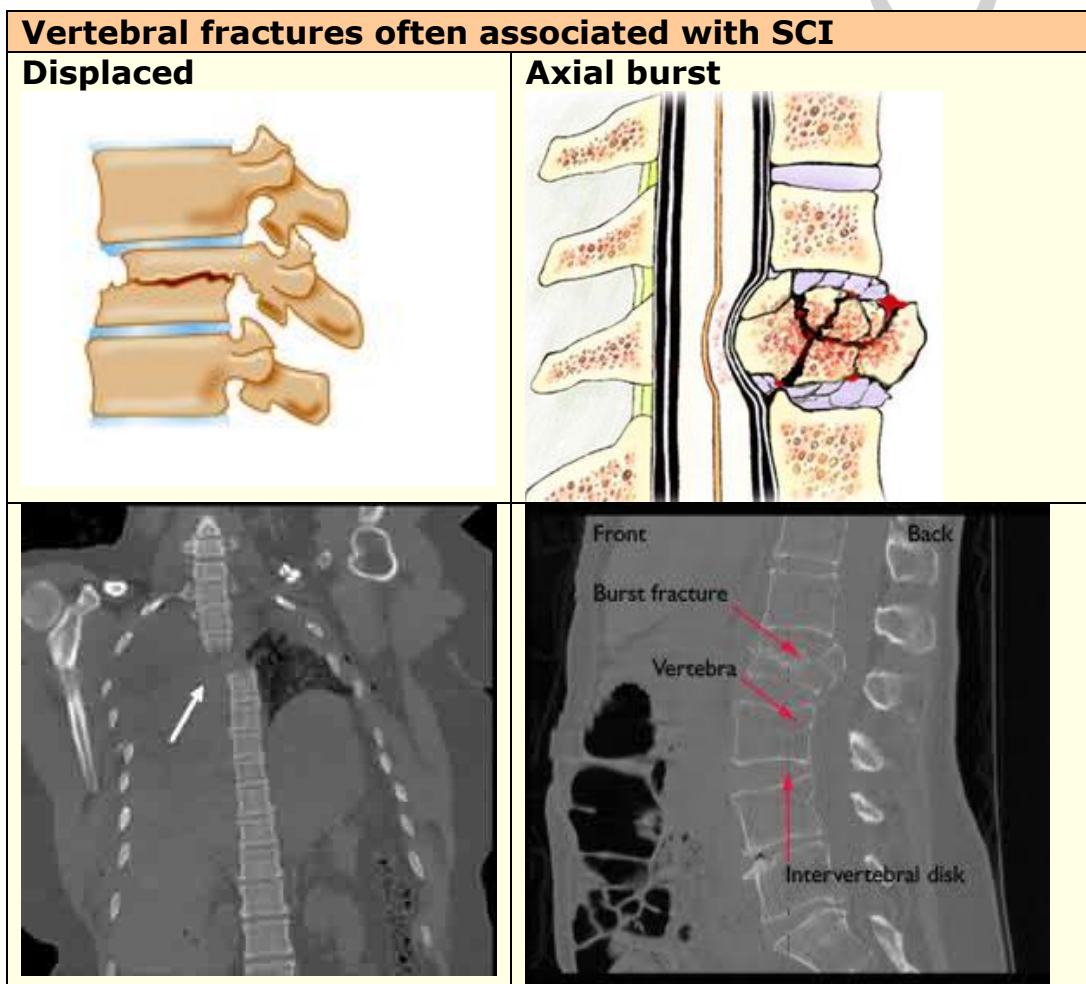 Vertebral fractures often associated with SCI
Displaced
Axial burst
Front
Back
Burst fracture
Vertebra
Intervertebral disk